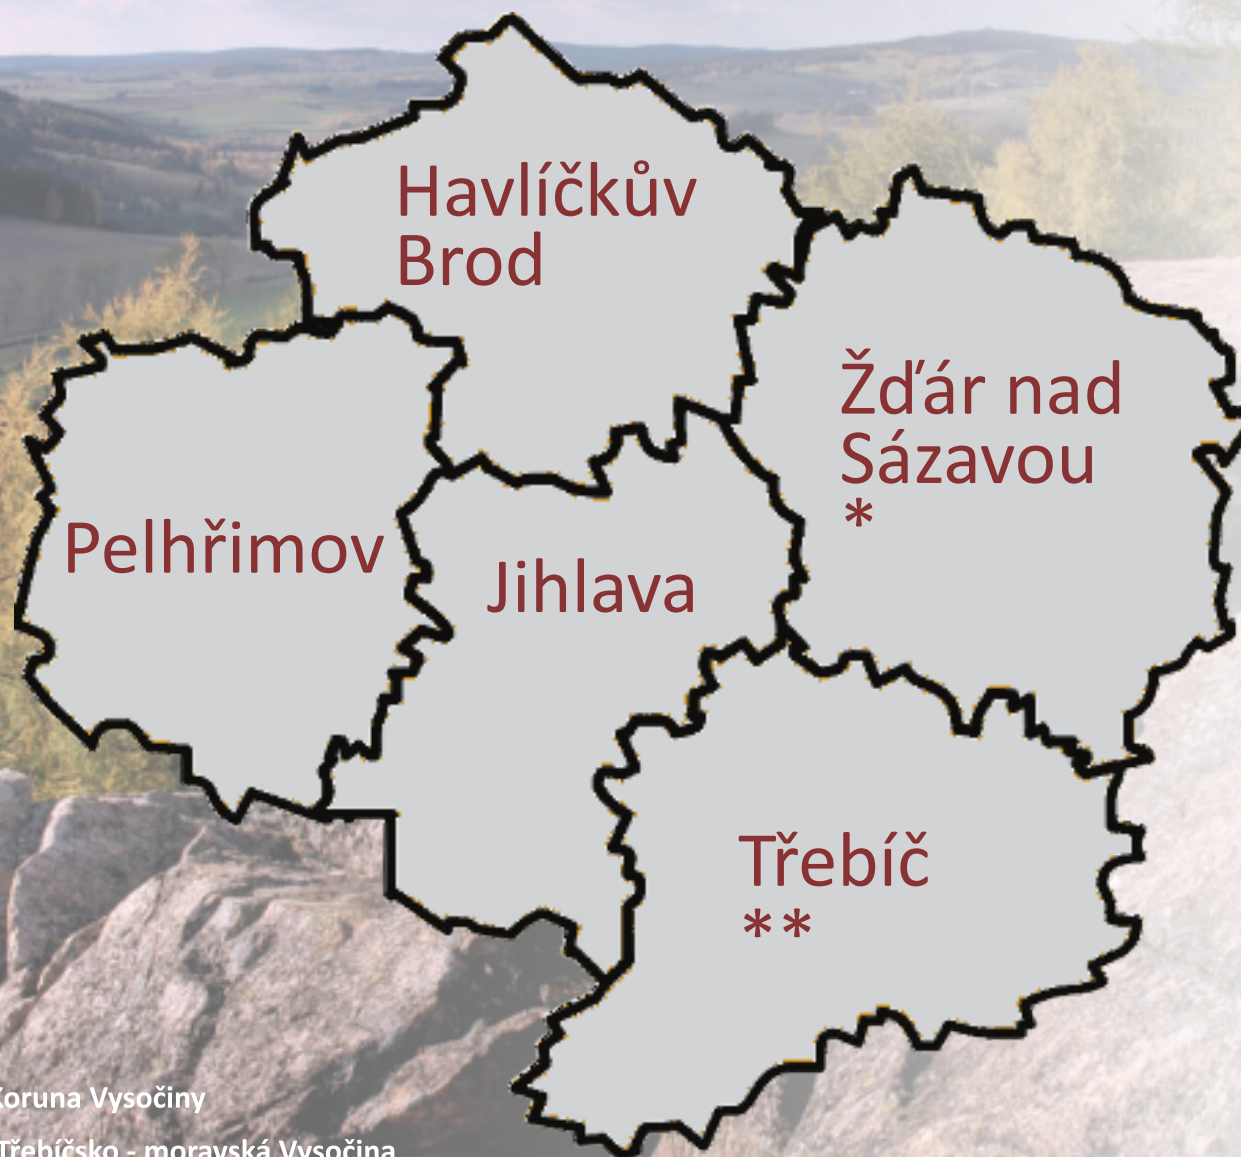 Havlíčkův
Brod
Žďár nad
Sázavou
*
Pelhřimov
Jihlava
Třebíč
**
Koruna Vysočiny
Třebíčsko - moravská Vysočina